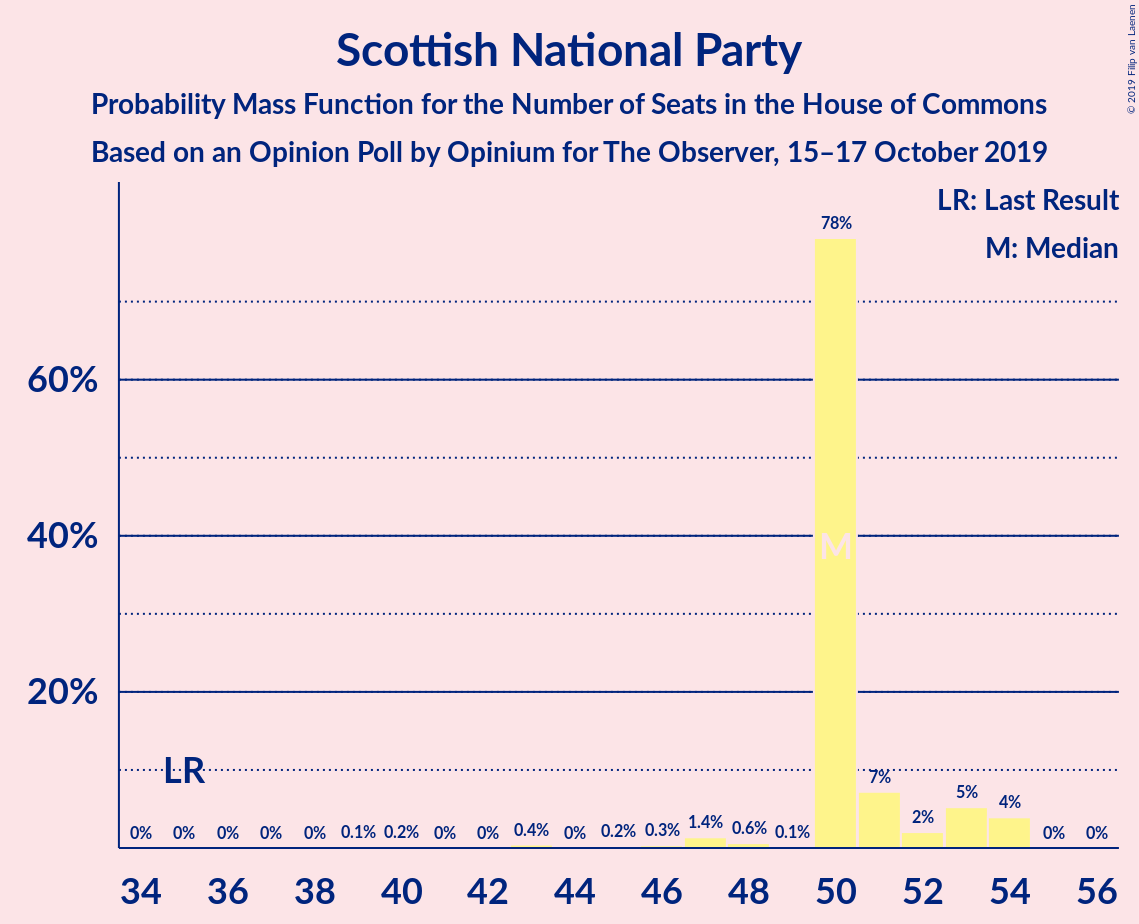 Scottish National Party
Probability Mass Function for the Number of Seats in the House of Commons
Based on an Opinion Poll by Opinium for The Observer, 15–17 October 2019
© 2019 Filip van Laenen
LR: Last Result
M: Median
78%
60%
40%
M
20%
LR
0% 0% 0% 0% 0% 0.1% 0.2% 0% 0% 0.4% 0% 0.2% 0.3% 1.4% 0.6% 0.1% 7% 2% 5% 4% 0% 0%
34 36 38 40 42 44 46 48 50 52 54 56